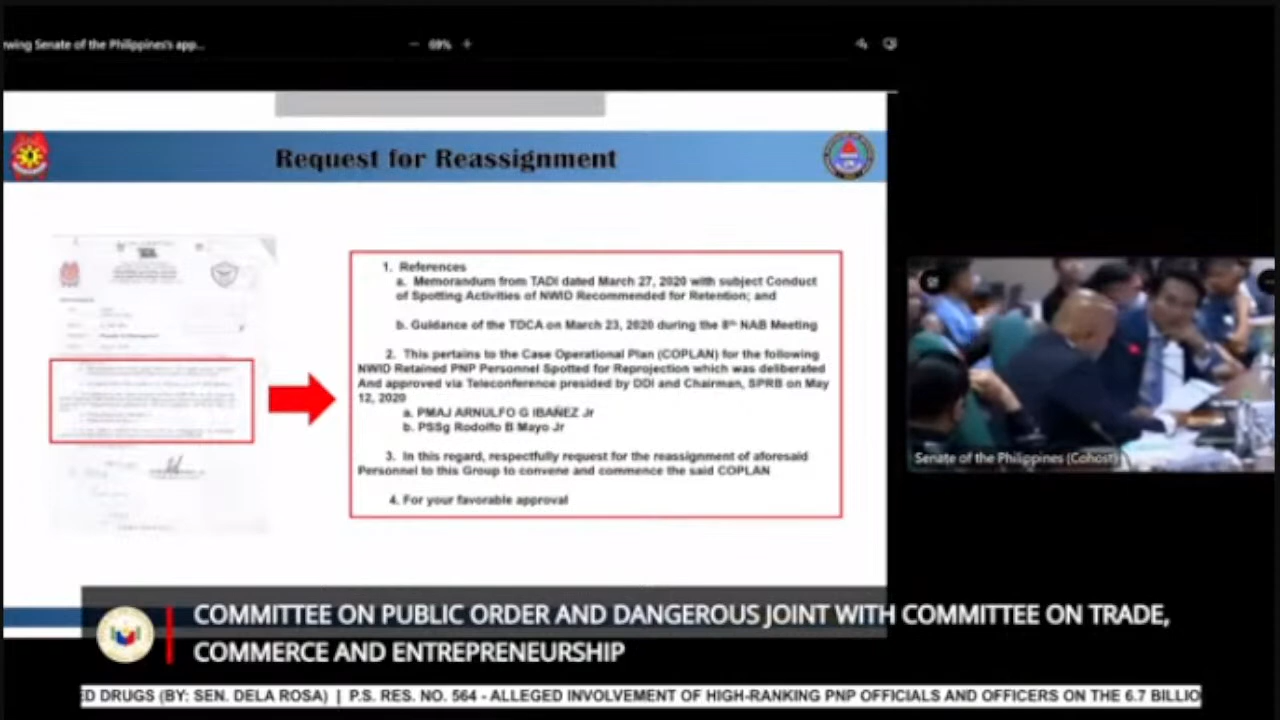 wing Senate of the Philippines's app...
69%
Request for Reassignment
1. References
a. Memorandum from TADI dated March 27, 2020 with subject Conduct
of Spotting Activities of NWID Recommended for Retention; and
b. Guidance of the TDCA on March 23, 2020 during the 8th NAB Meeting
2. This pertains to the Case Operational Plan (COPLAN) for the following
NWID Retained PNP Personnel Spotted for Reprojection which was deliberated
And approved via Teleconference presided by DDI and Chairman, SPRB on May
12, 2020
a. PMAJ ARNULFO G IBAÑEZ Jr
b. PSSg Rodolfo B Mayo Jr
3. In this regard, respectfully request for the reassignment of aforesaid
Personnel to this Group to convene and commence the said COPLAN
4. For your favorable approval
Senate of the Philippines (Cohost)
COMMITTEE ON PUBLIC ORDER AND DANGEROUS JOINT WITH COMMITTEE ON TRADE,
COMMERCE AND ENTREPRENEURSHIP
ED DRUGS (BY: SEN. DELA ROSA) | P.S. RES. NO. 564 - ALLEGED INVOLVEMENT OF HIGH-RANKING PNP OFFICIALS AND OFFICERS ON THE 6.7 BILLIO